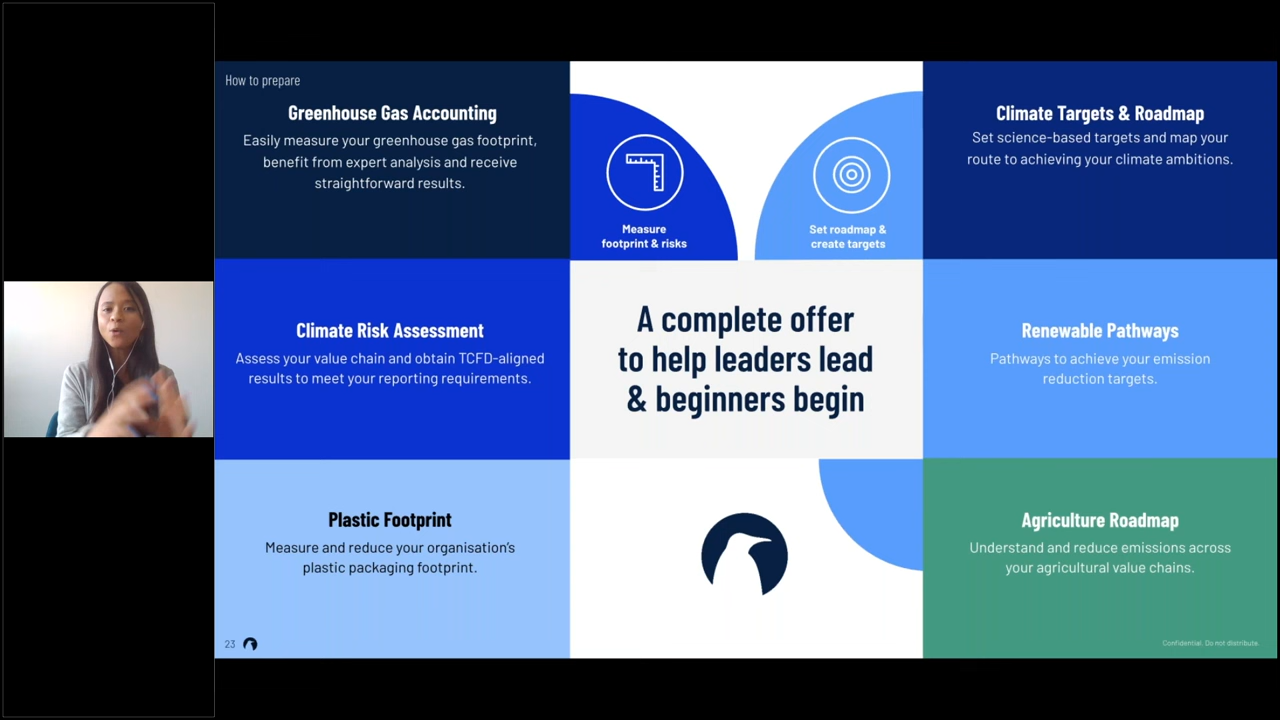 How to prepare
Greenhouse Gas Accounting
Easily measure your greenhouse gas footprint,
benefit from expert analysis and receive
straightforward results.
Measure
footprint & risks
Set roadmap &
create targets
Climate Targets & Roadmap
Set science-based targets and map your
route to achieving your climate ambitions.
Climate Risk Assessment
Assess your value chain and obtain TCFD-aligned
results to meet your reporting requirements.
A complete offer
to help leaders lead
& beginners begin
Renewable Pathways
Pathways to achieve your emission
reduction targets.
Plastic Footprint
Measure and reduce your organisation's
plastic packaging footprint.
Agriculture Roadmap
Understand and reduce emissions across
your agricultural value chains.
23
Confidential. Do not distribute.